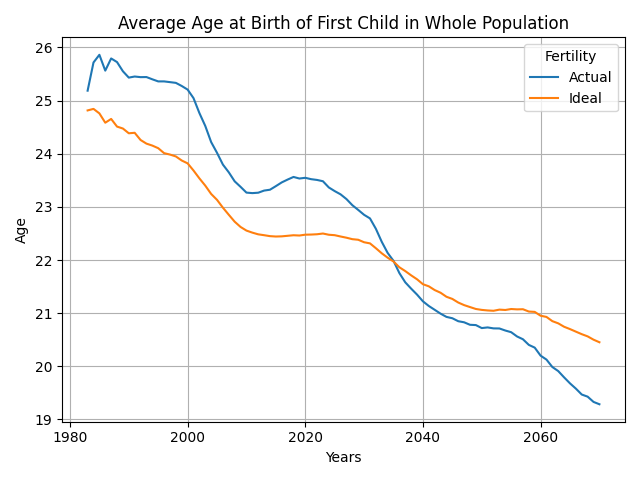 Average Age at Birth of First Child in Whole Population
Fertility
Actual
Ideal
Age
26
25
24
23
22
21
20
19
1980
2000
2020
2040
2060
Years